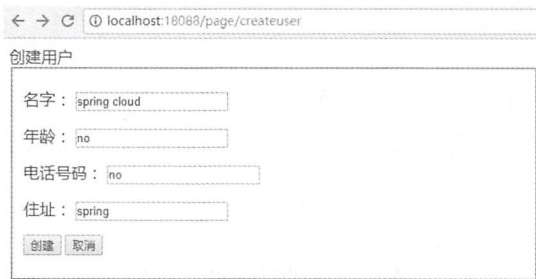 localhost:18088/page/createuser
创建用户
名字： spring cloud
年龄： no
电话号码： no
住址： spring
创建 取消